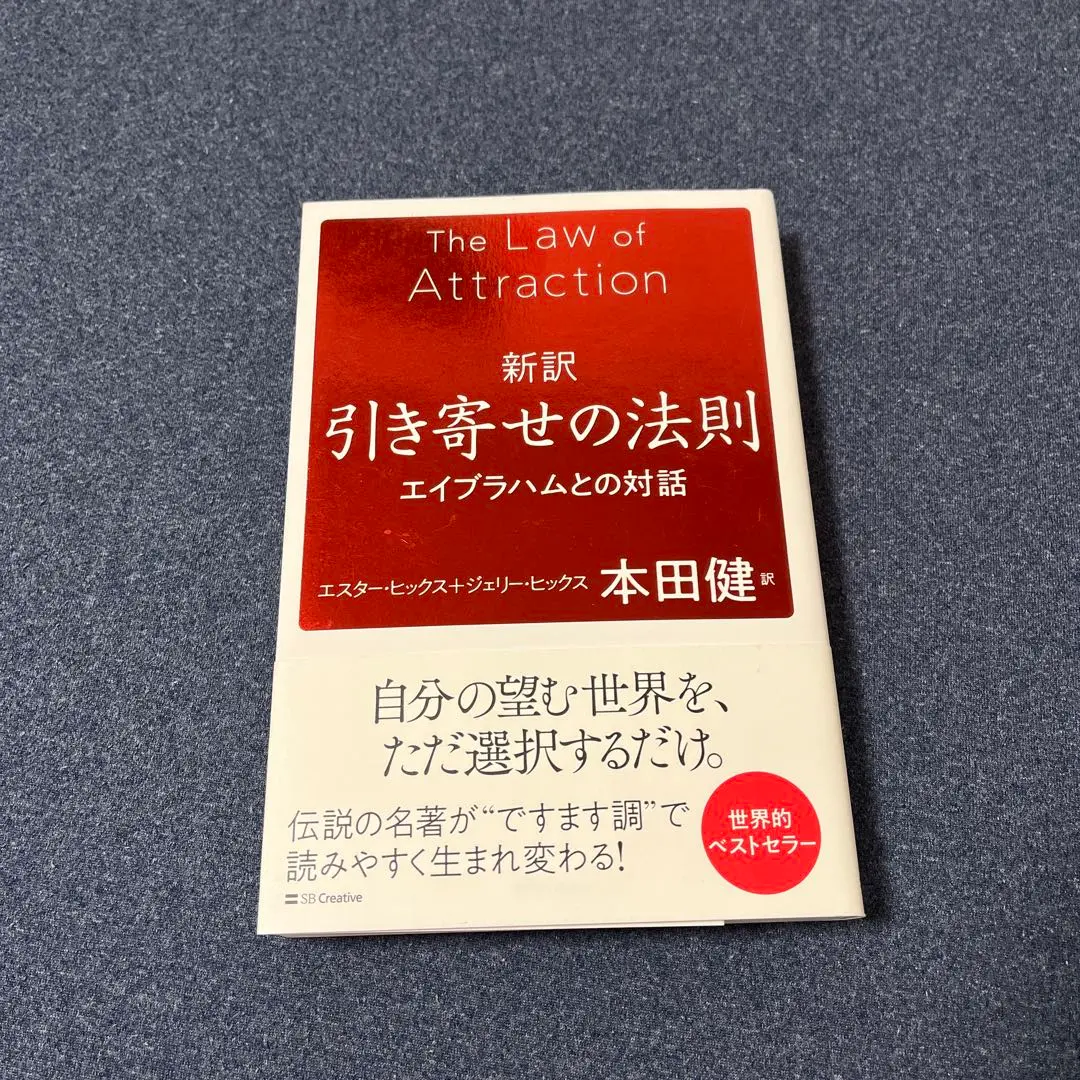 The Law of
Attraction
新訳
引き寄せの法則
エイブラハムとの対話
エスター・ヒックス+ジェリー・ヒックス 本田健 訳
自分の望む世界を、
ただ選択するだけ。
伝説の名著が“ですます調”で
読みやすく生まれ変わる!
世界的
ベストセラー
SB Creative